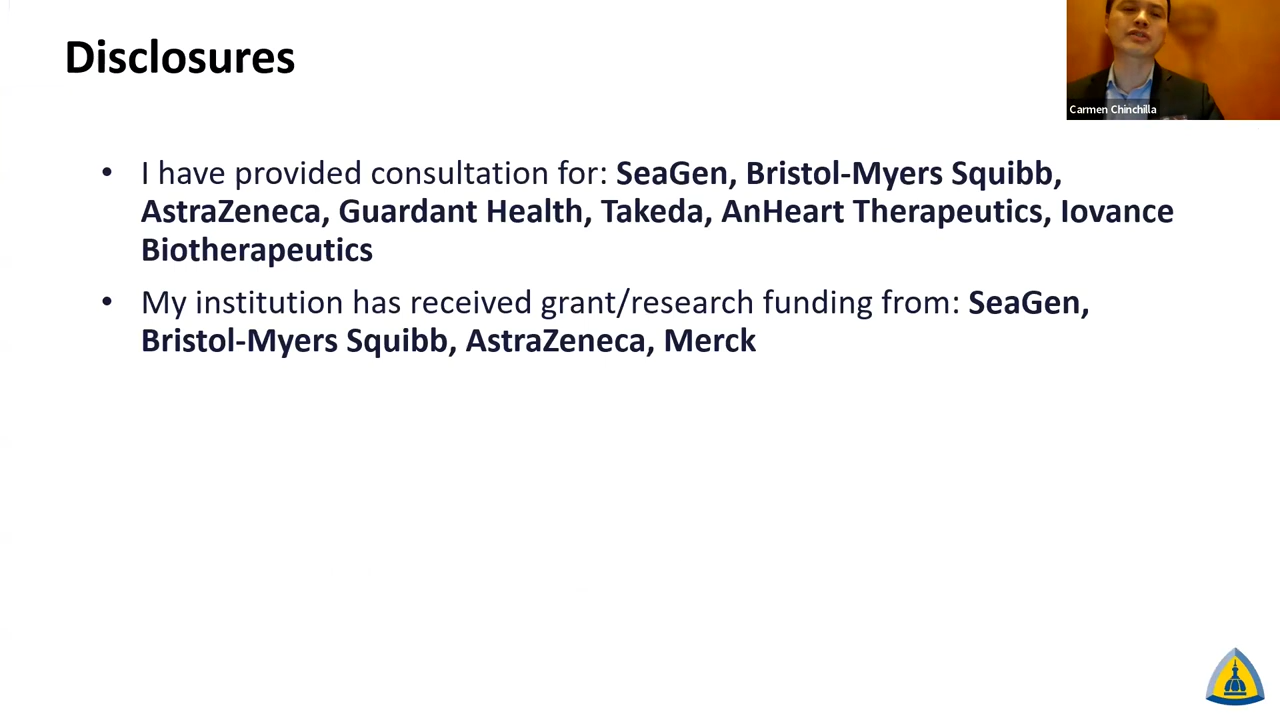 Disclosures
Carmen Chinchilla
• I have provided consultation for: SeaGen, Bristol-Myers Squibb,
AstraZeneca, Guardant Health, Takeda, AnHeart Therapeutics, Iovance
Biotherapeutics
• My institution has received grant/research funding from: SeaGen,
Bristol-Myers Squibb, AstraZeneca, Merck